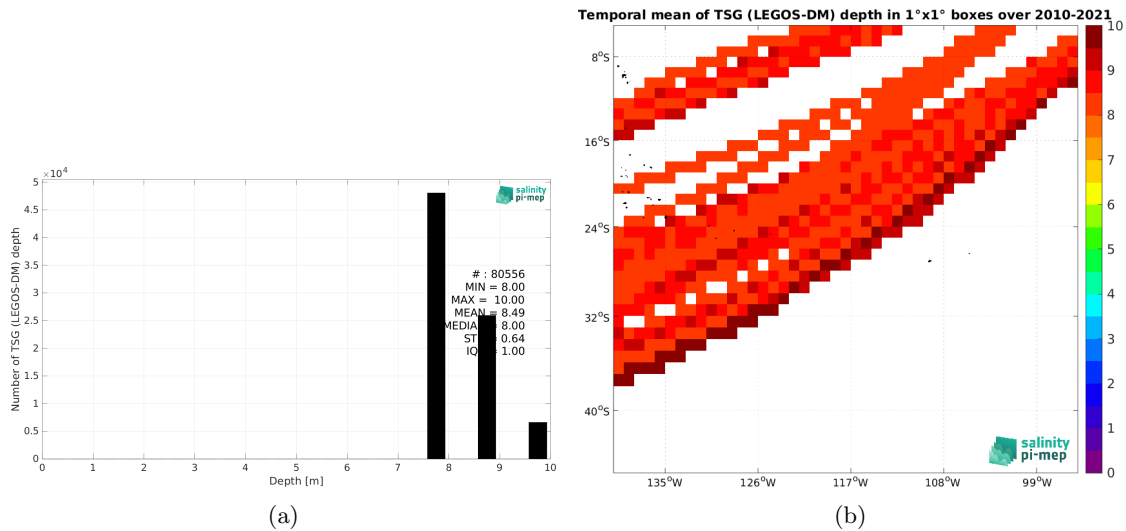 Temporal mean of TSG (LEGOS-DM) depth in 1°x1° boxes over 2010-2021
×10⁴
5
4.5
4
3.5
3
2.5
2
1.5
1
0.5
0
Number of TSG (LEGOS-DM) depth
salinity
pi-mep
# : 80556
MIN = 8.00
MAX = 10.00
MEAN = 8.49
= 8.00
= 0.64
= 1.00
0 1 2 3 4 5 6 7 8 9 10
Depth [m]
(a)
8°S
16°S
24°S
32°S
40°S
135°W 126°W 117°W 108°W 99°W
salinity
pi-mep
10
9
8
7
6
5
4
3
2
1
0
(b)